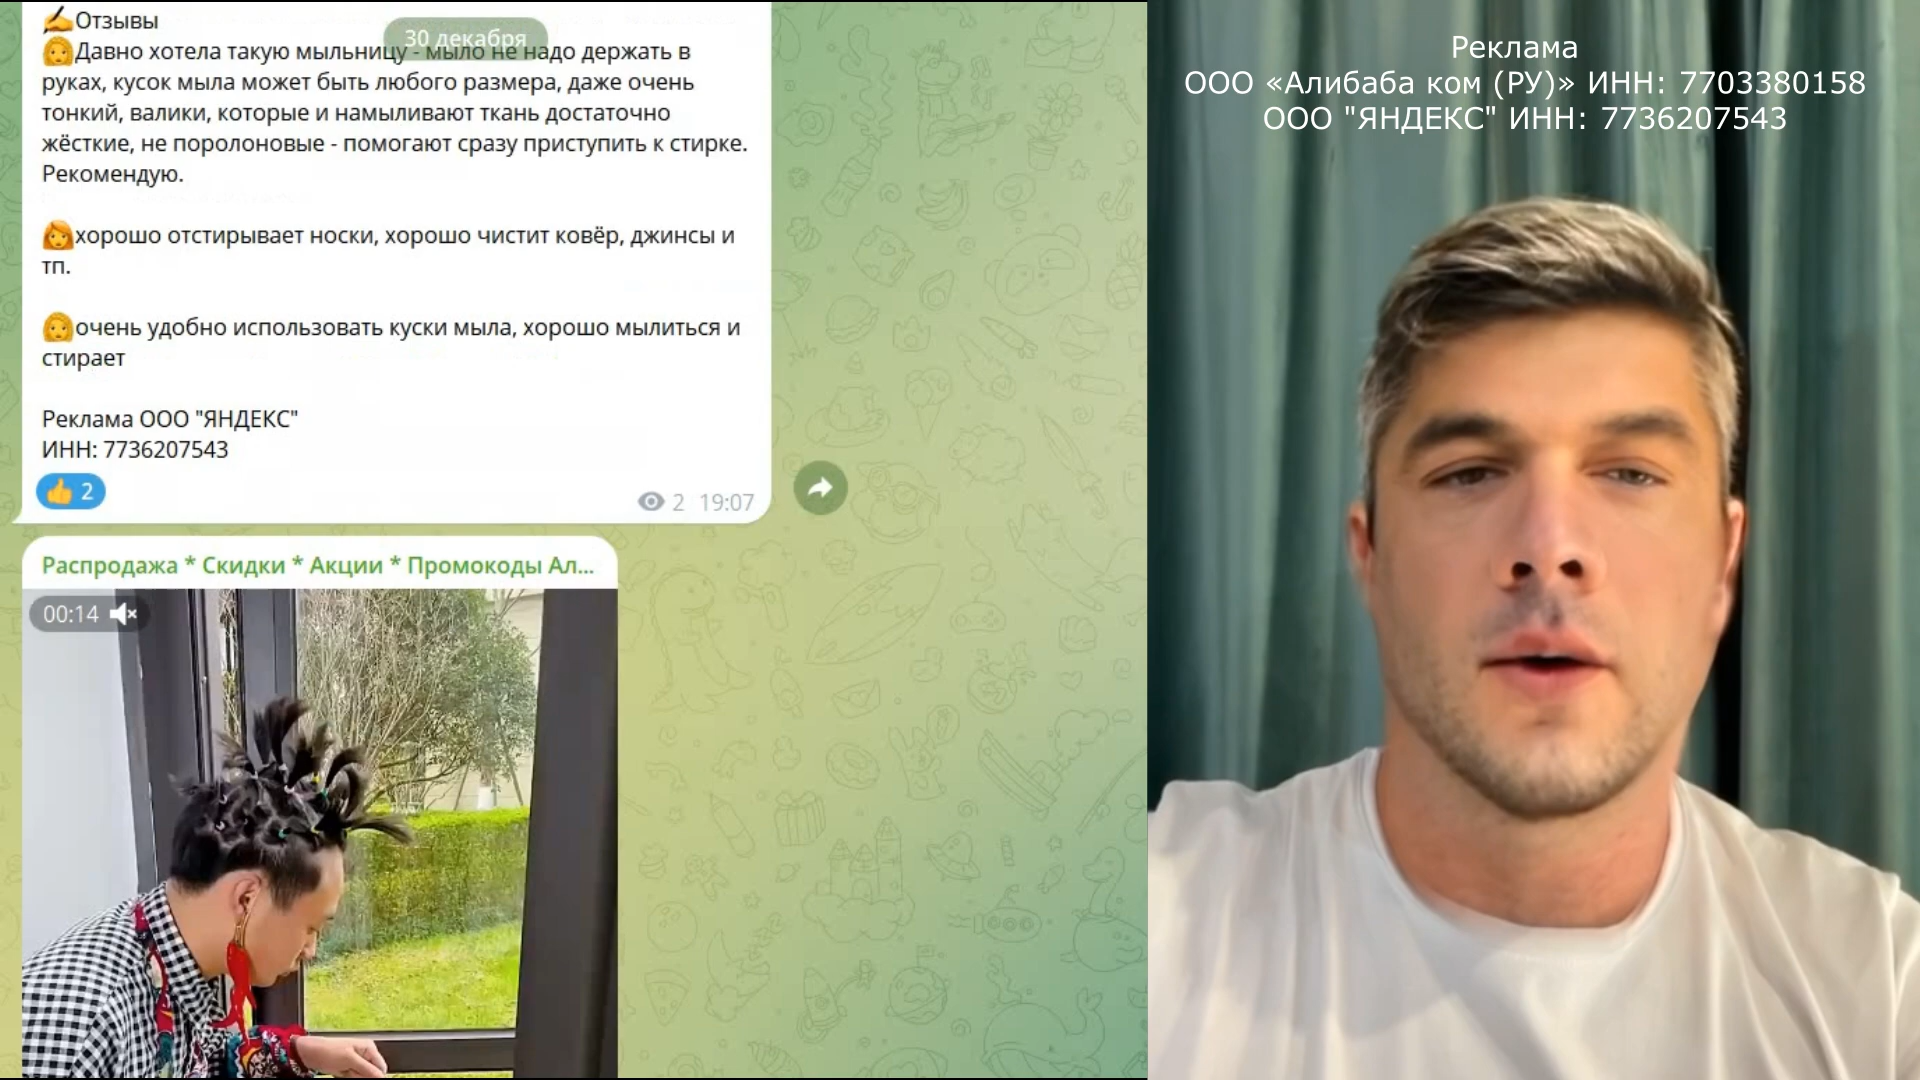 ✍️Отзывы
30 декабря
👩‍🦱Давно хотела такую мыльницу - мыло не надо держать в
руках, кусок мыла может быть любого размера, даже очень
тонкий, валики, которые и намыливают ткань достаточно
жёсткие, не поролоновые - помогают сразу приступить к стирке.
Рекомендую.
👩‍🦰хорошо отстирывает носки, хорошо чистит ковёр, джинсы и
тп.
👩‍🦱очень удобно использовать куски мыла, хорошо мылиться и
стирает
Реклама ООО "ЯНДЕКС"
ИНН: 7736207543
👍 2
2 19:07
Распродажа * Скидки * Акции * Промокоды Ал...
00:14
Реклама
ООО «Алибаба ком (РУ)» ИНН: 7703380158
ООО "ЯНДЕКС" ИНН: 7736207543